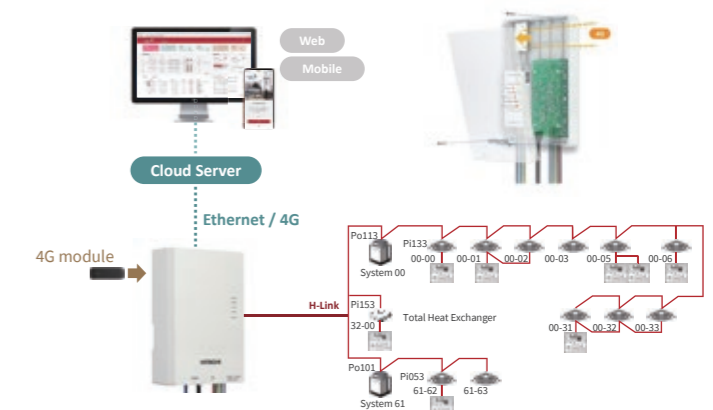 Web
Mobile
4G
Cloud Server
Ethernet / 4G
4G module
HITACHI
H-Link
Po113
System 00
Pi133
00-00
00-01
00-02
00-03
00-05
00-06
Pi153
32-00
Total Heat Exchanger
00-31
00-32
00-33
Po101
System 61
Pi053
61-62
61-63